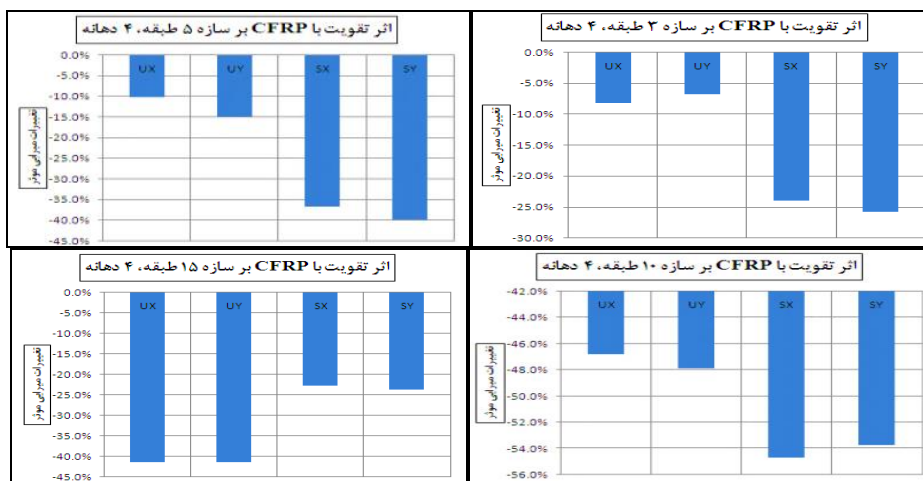 اثر تقویت با CFRP بر سازه ۳ طبقه، ۴ دهانه
0.0%
-5.0%
-10.0%
-15.0%
-20.0%
-25.0%
-30.0%
UX
UY
SX
SY
تغییرات میرایی موثر
اثر تقویت با CFRP بر سازه ۵ طبقه، ۴ دهانه
0.0%
-5.0%
-10.0%
-15.0%
-20.0%
-25.0%
-30.0%
-35.0%
-40.0%
-45.0%
UX
UY
SX
SY
تغییرات میرایی موثر
اثر تقویت با CFRP بر سازه ۱۰ طبقه، ۴ دهانه
-42.0%
-44.0%
-46.0%
-48.0%
-50.0%
-52.0%
-54.0%
-56.0%
UX
UY
SX
SY
تغییرات میرایی موثر
اثر تقویت با CFRP بر سازه ۱۵ طبقه، ۴ دهانه
0.0%
-5.0%
-10.0%
-15.0%
-20.0%
-25.0%
-30.0%
-35.0%
-40.0%
-45.0%
UX
UY
SX
SY
تغییرات میرایی موثر